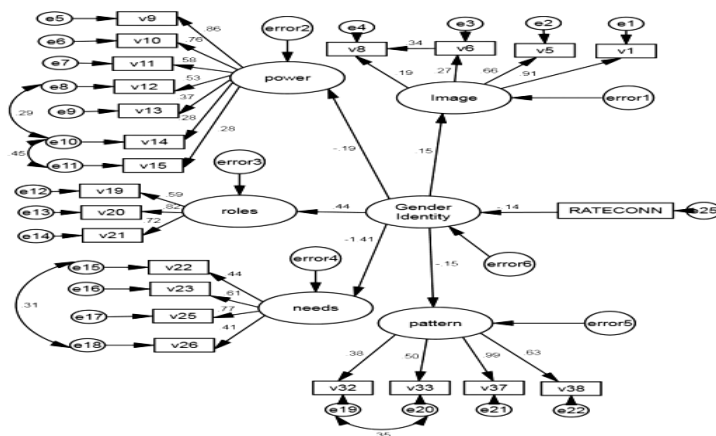 e5 v9 .86 error2 e4 e3 e2 e1
e6 v10 .76 v8 .34 v6 v5 v1
e7 v11 .58 power .19 .27 .66 .91
e8 v12 .53 Image
e9 v13 .37 error1
.29 e10 v14 .28
.45 e11 v15 .28 error3 -.19 .15
e12 v19 .59
e13 v20 .82 roles .44 Gender Identity -.14 RATECONN e25
e14 v21 .72
error4 -1.41 -.15 error6
e15 v22 .44
.31 e16 v23 .61 needs
e17 v25 .77 pattern error5
e18 v26 .41
.38 .50 .99 .63
v32 v33 v37 v38
e19 e20 e21 e22
.35